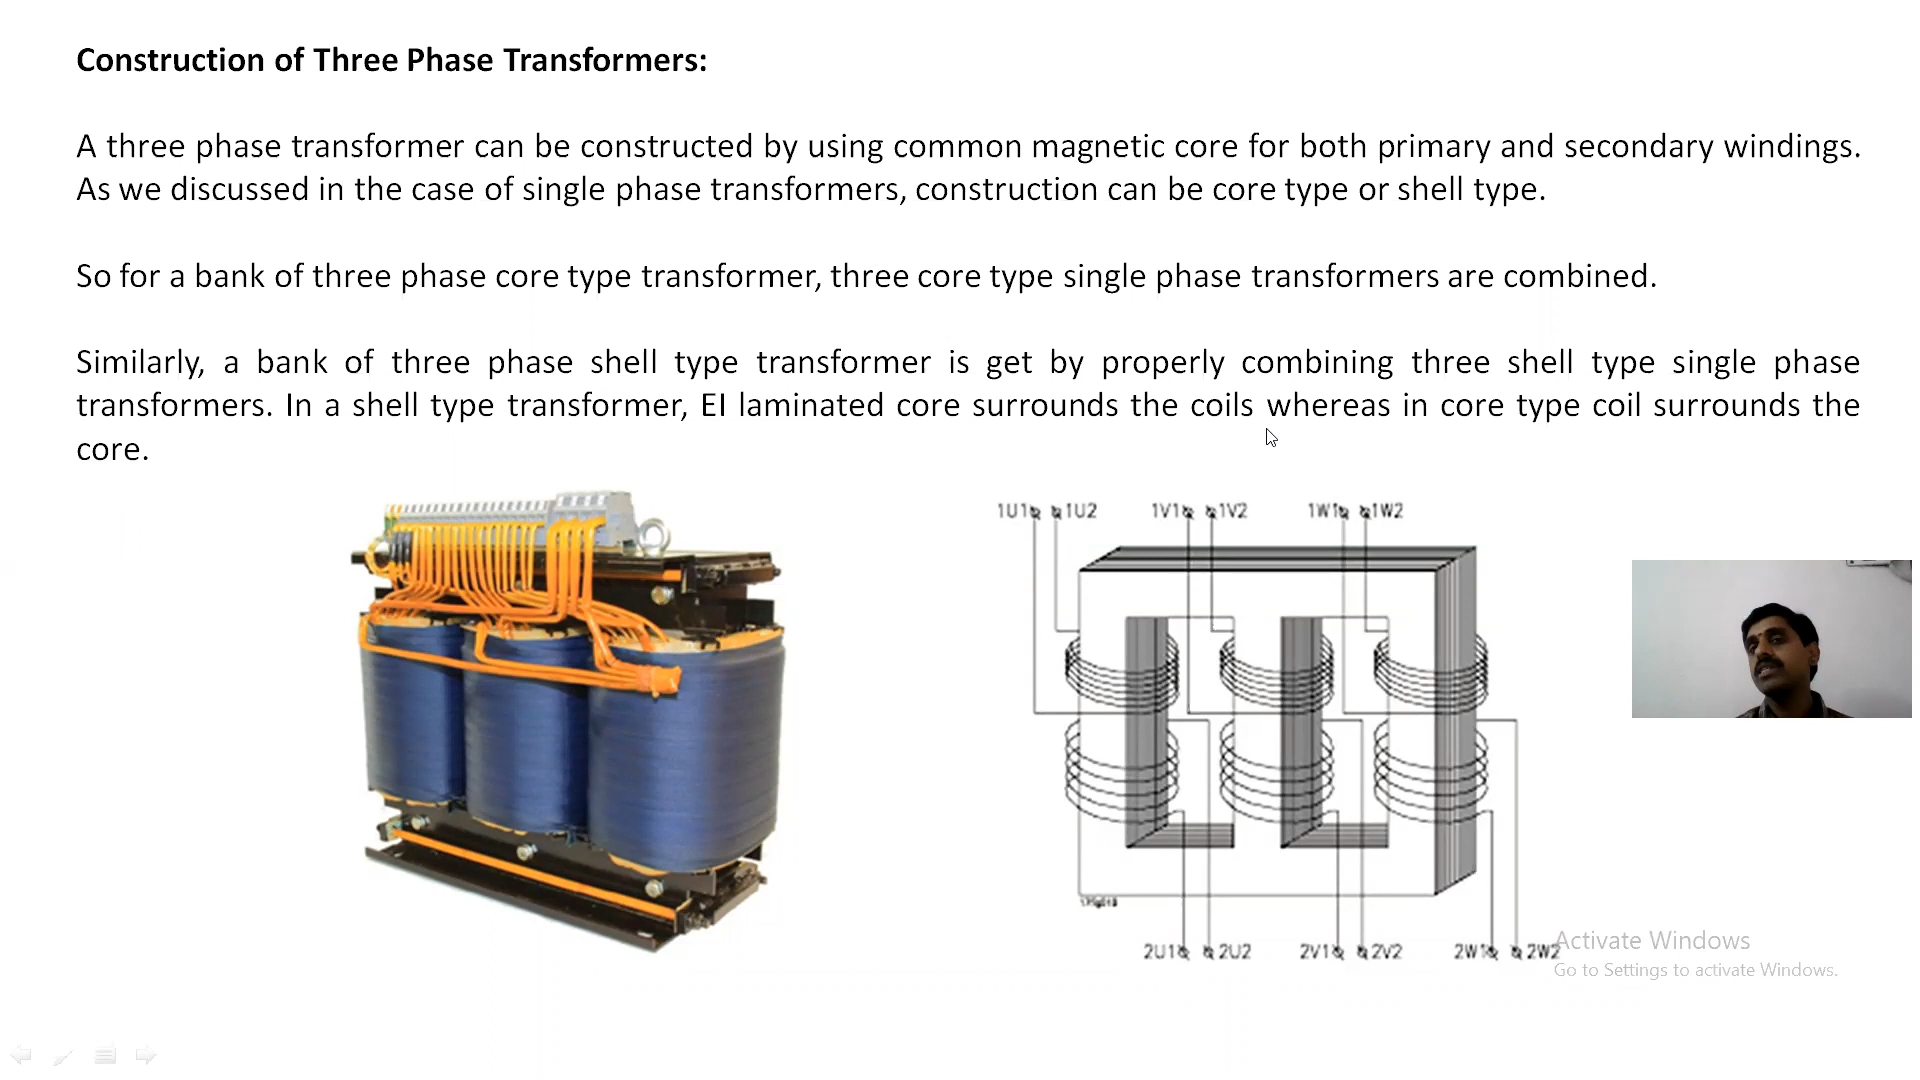 Construction of Three Phase Transformers:
A three phase transformer can be constructed by using common magnetic core for both primary and secondary windings.
As we discussed in the case of single phase transformers, construction can be core type or shell type.
So for a bank of three phase core type transformer, three core type single phase transformers are combined.
Similarly, a bank of three phase shell type transformer is get by properly combining three shell type single phase
transformers. In a shell type transformer, EI laminated core surrounds the coils whereas in core type coil surrounds the
core.
1U1 1U2 1V1 1V2 1W1 1W2
2U1 2U2 2V1 2V2 2W1 2W2
Activate Windows
Go to Settings to activate Windows.